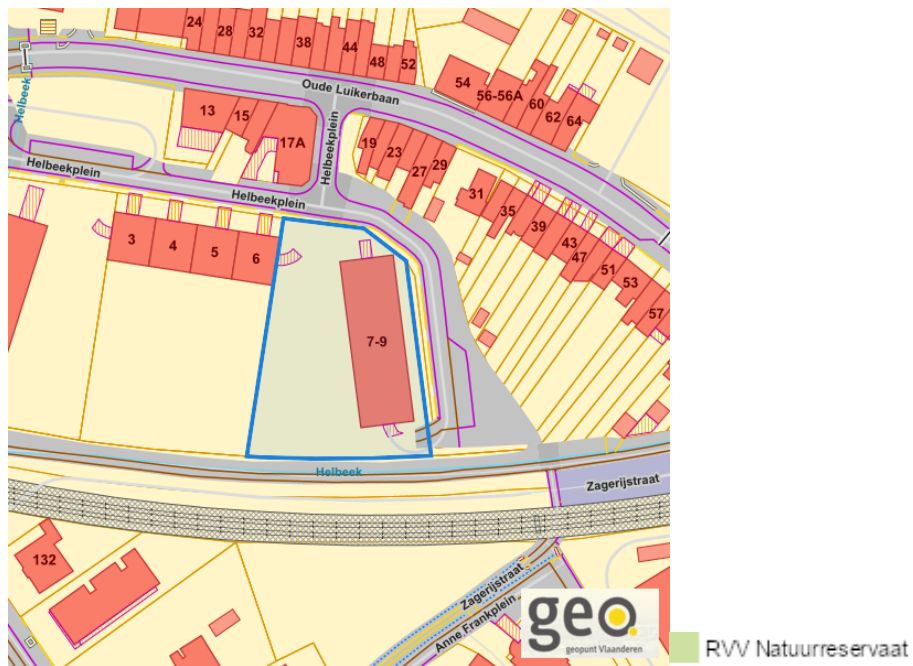 24
28
32
38
44
48
52
54
56-56A
60
62
64
Oude Luikerbaan
Helbeek
13
15
17A
Helbeekplein
19
23
27
29
31
35
39
43
47
51
53
57
Helbeekplein
Helbeekplein
3
4
5
6
7-9
Helbeek
Zagerijstraat
132
Zagerijstraat
Anne Frankplein
geo.
geopunt Vlaanderen
RVV Natuurreservaat